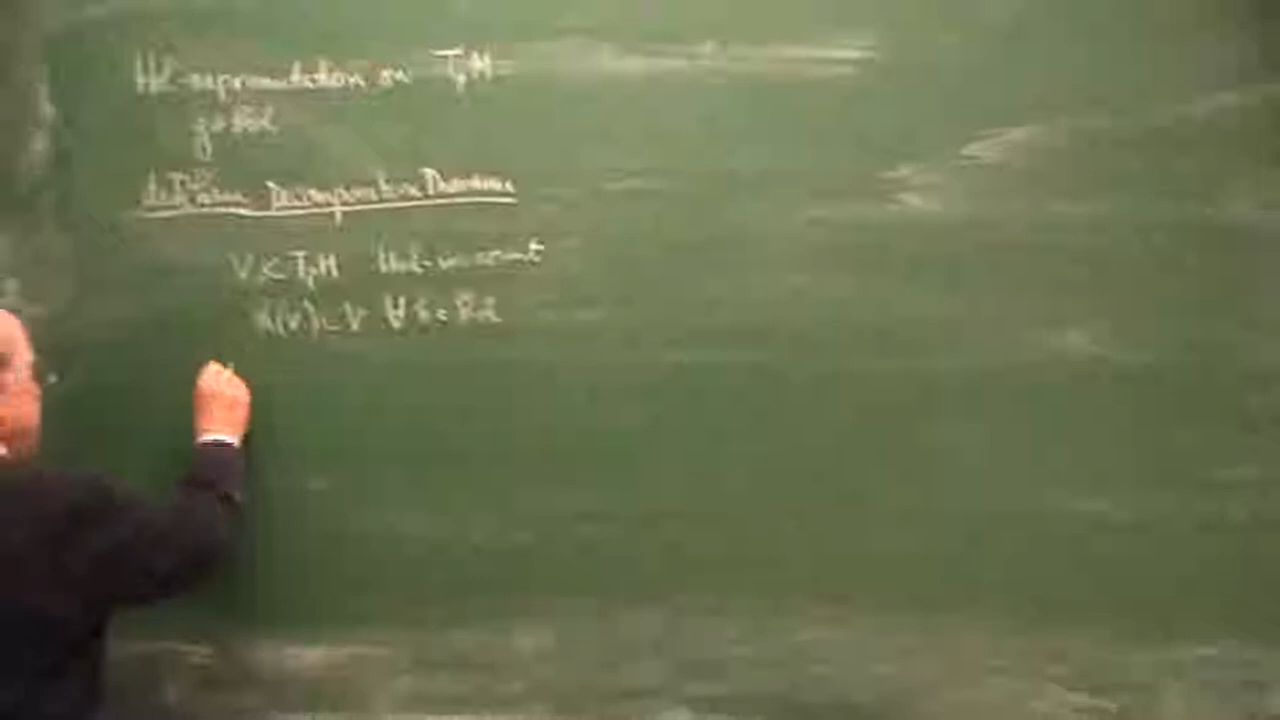 Hol-representation on TₚM
g ∈ Hol
de Rham Decomposition Theorem
V ⊂ TₚM Hol-invariant
h(V) ⊂ V ∀ h ∈ Hol